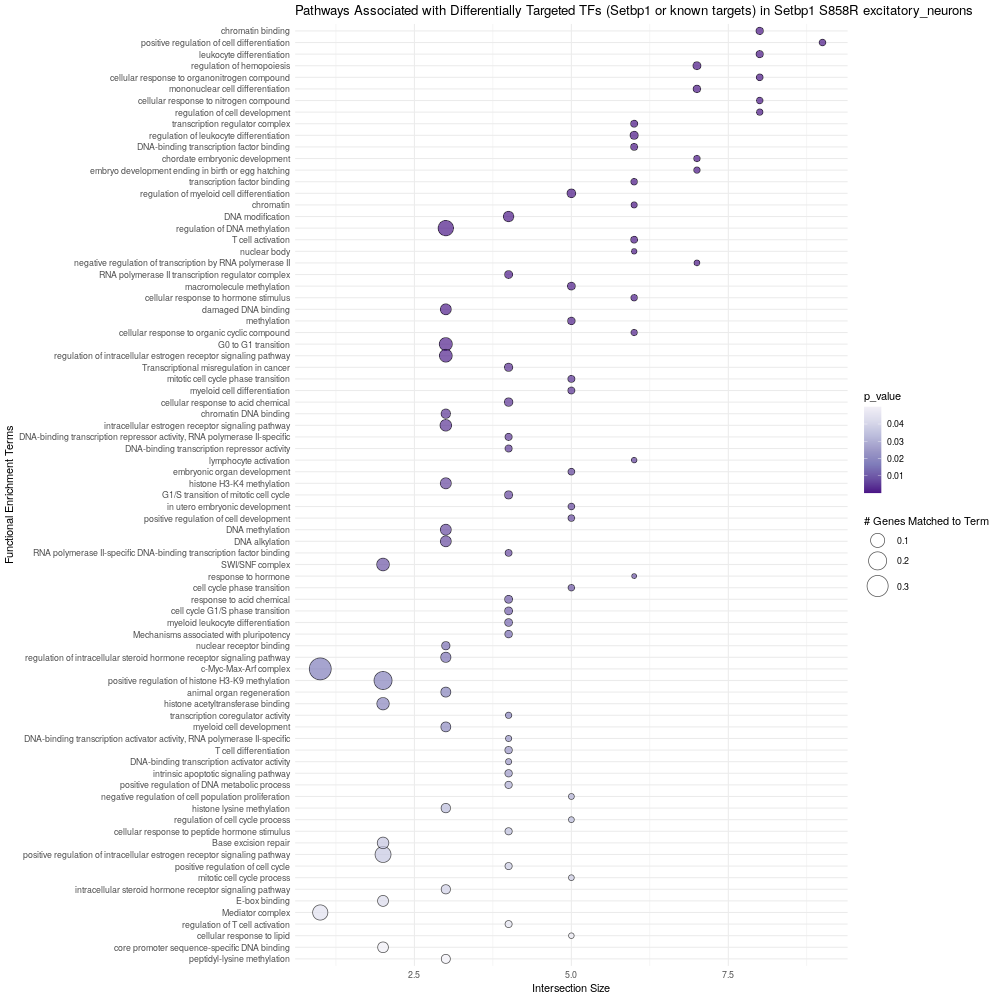 Pathways Associated with Differentially Targeted TFs (Setbp1 or known targets) in Setbp1 S858R excitatory_neurons
chromatin binding
positive regulation of cell differentiation
leukocyte differentiation
regulation of hemopoiesis
cellular response to organonitrogen compound
mononuclear cell differentiation
cellular response to nitrogen compound
regulation of cell development
transcription regulator complex
regulation of leukocyte differentiation
DNA-binding transcription factor binding
chordate embryonic development
embryo development ending in birth or egg hatching
transcription factor binding
regulation of myeloid cell differentiation
chromatin
DNA modification
regulation of DNA methylation
T cell activation
nuclear body
negative regulation of transcription by RNA polymerase II
RNA polymerase II transcription regulator complex
macromolecule methylation
cellular response to hormone stimulus
damaged DNA binding
methylation
cellular response to organic cyclic compound
G0 to G1 transition
regulation of intracellular estrogen receptor signaling pathway
Transcriptional misregulation in cancer
mitotic cell cycle phase transition
myeloid cell differentiation
cellular response to acid chemical
chromatin DNA binding
intracellular estrogen receptor signaling pathway
DNA-binding transcription repressor activity, RNA polymerase II-specific
DNA-binding transcription repressor activity
lymphocyte activation
embryonic organ development
histone H3-K4 methylation
G1/S transition of mitotic cell cycle
in utero embryonic development
positive regulation of cell development
DNA methylation
DNA alkylation
RNA polymerase II-specific DNA-binding transcription factor binding
SWI/SNF complex
response to hormone
cell cycle phase transition
response to acid chemical
cell cycle G1/S phase transition
myeloid leukocyte differentiation
Mechanisms associated with pluripotency
nuclear receptor binding
regulation of intracellular steroid hormone receptor signaling pathway
c-Myc-Max-Arf complex
positive regulation of histone H3-K9 methylation
animal organ regeneration
histone acetyltransferase binding
transcription coregulator activity
myeloid cell development
DNA-binding transcription activator activity, RNA polymerase II-specific
T cell differentiation
DNA-binding transcription activator activity
intrinsic apoptotic signaling pathway
positive regulation of DNA metabolic process
negative regulation of cell population proliferation
histone lysine methylation
regulation of cell cycle process
cellular response to peptide hormone stimulus
Base excision repair
positive regulation of intracellular estrogen receptor signaling pathway
positive regulation of cell cycle
mitotic cell cycle process
intracellular steroid hormone receptor signaling pathway
E-box binding
Mediator complex
regulation of T cell activation
cellular response to lipid
core promoter sequence-specific DNA binding
peptidyl-lysine methylation
Functional Enrichment Terms
2.5
5.0
7.5
Intersection Size
p_value
0.04
0.03
0.02
0.01
# Genes Matched to Term
0.1
0.2
0.3